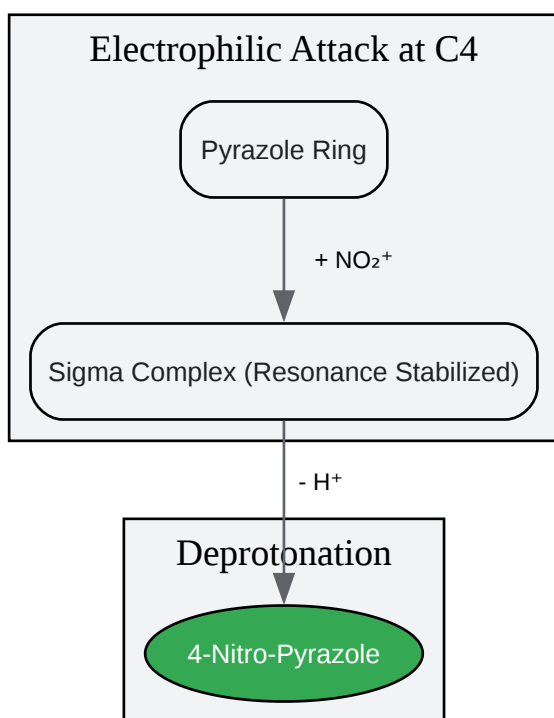 Electrophilic Attack at C4
Pyrazole Ring
+ NO₂⁺
Sigma Complex (Resonance Stabilized)
- H⁺
Deprotonation
4-Nitro-Pyrazole